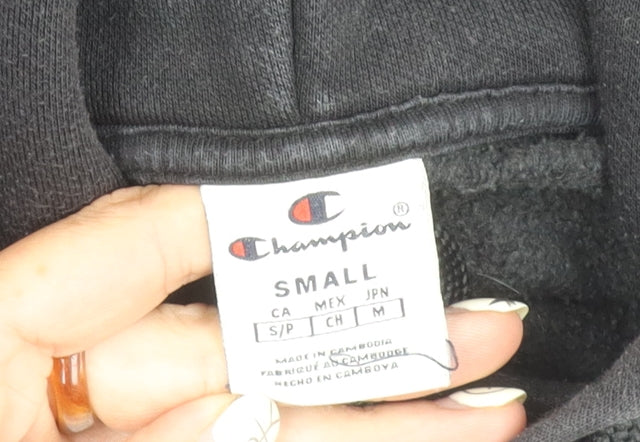 Champion®
SMALL
CA MEX JPN
S/P CH M
MADE IN CAMBODIA
FABRIQUÉ AU CAMBODGE
HECHO EN CAMBOYA